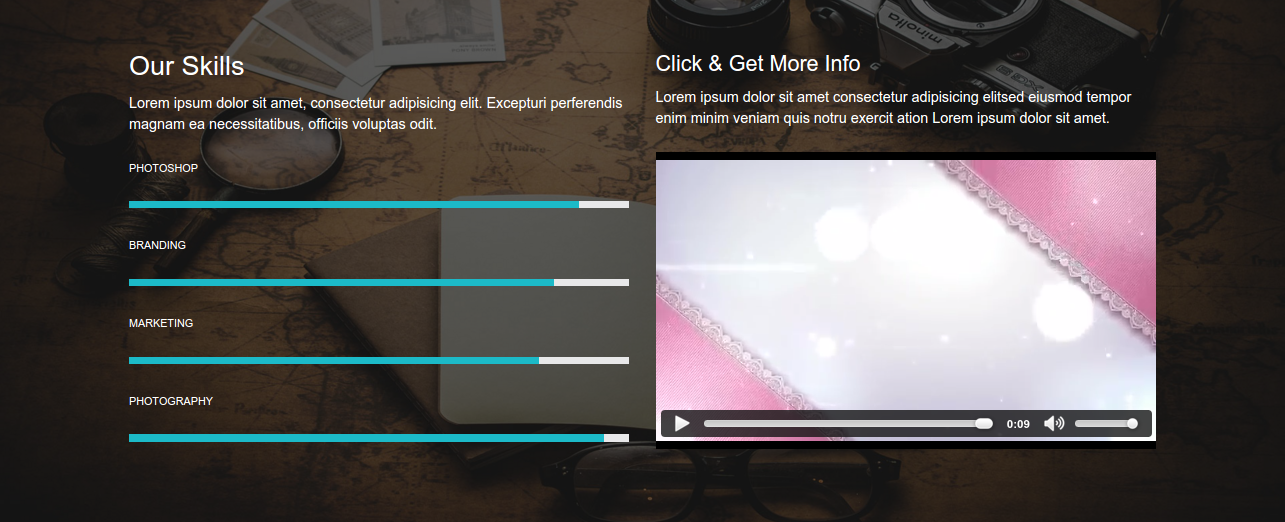 Our Skills
Lorem ipsum dolor sit amet, consectetur adipisicing elit. Excepturi perferendis
magnam ea necessitatibus, officiis voluptas odit.
PHOTOSHOP
BRANDING
MARKETING
PHOTOGRAPHY
Click & Get More Info
Lorem ipsum dolor sit amet consectetur adipisicing elitsed eiusmod tempor
enim minim veniam quis notru exercit ation Lorem ipsum dolor sit amet.
0:09
minolta